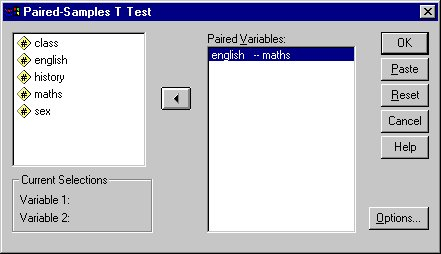 Paired-Samples T Test
class
english
history
maths
sex
Current Selections
Variable 1:
Variable 2:
Paired Variables:
english -- maths
OK
Paste
Reset
Cancel
Help
Options...